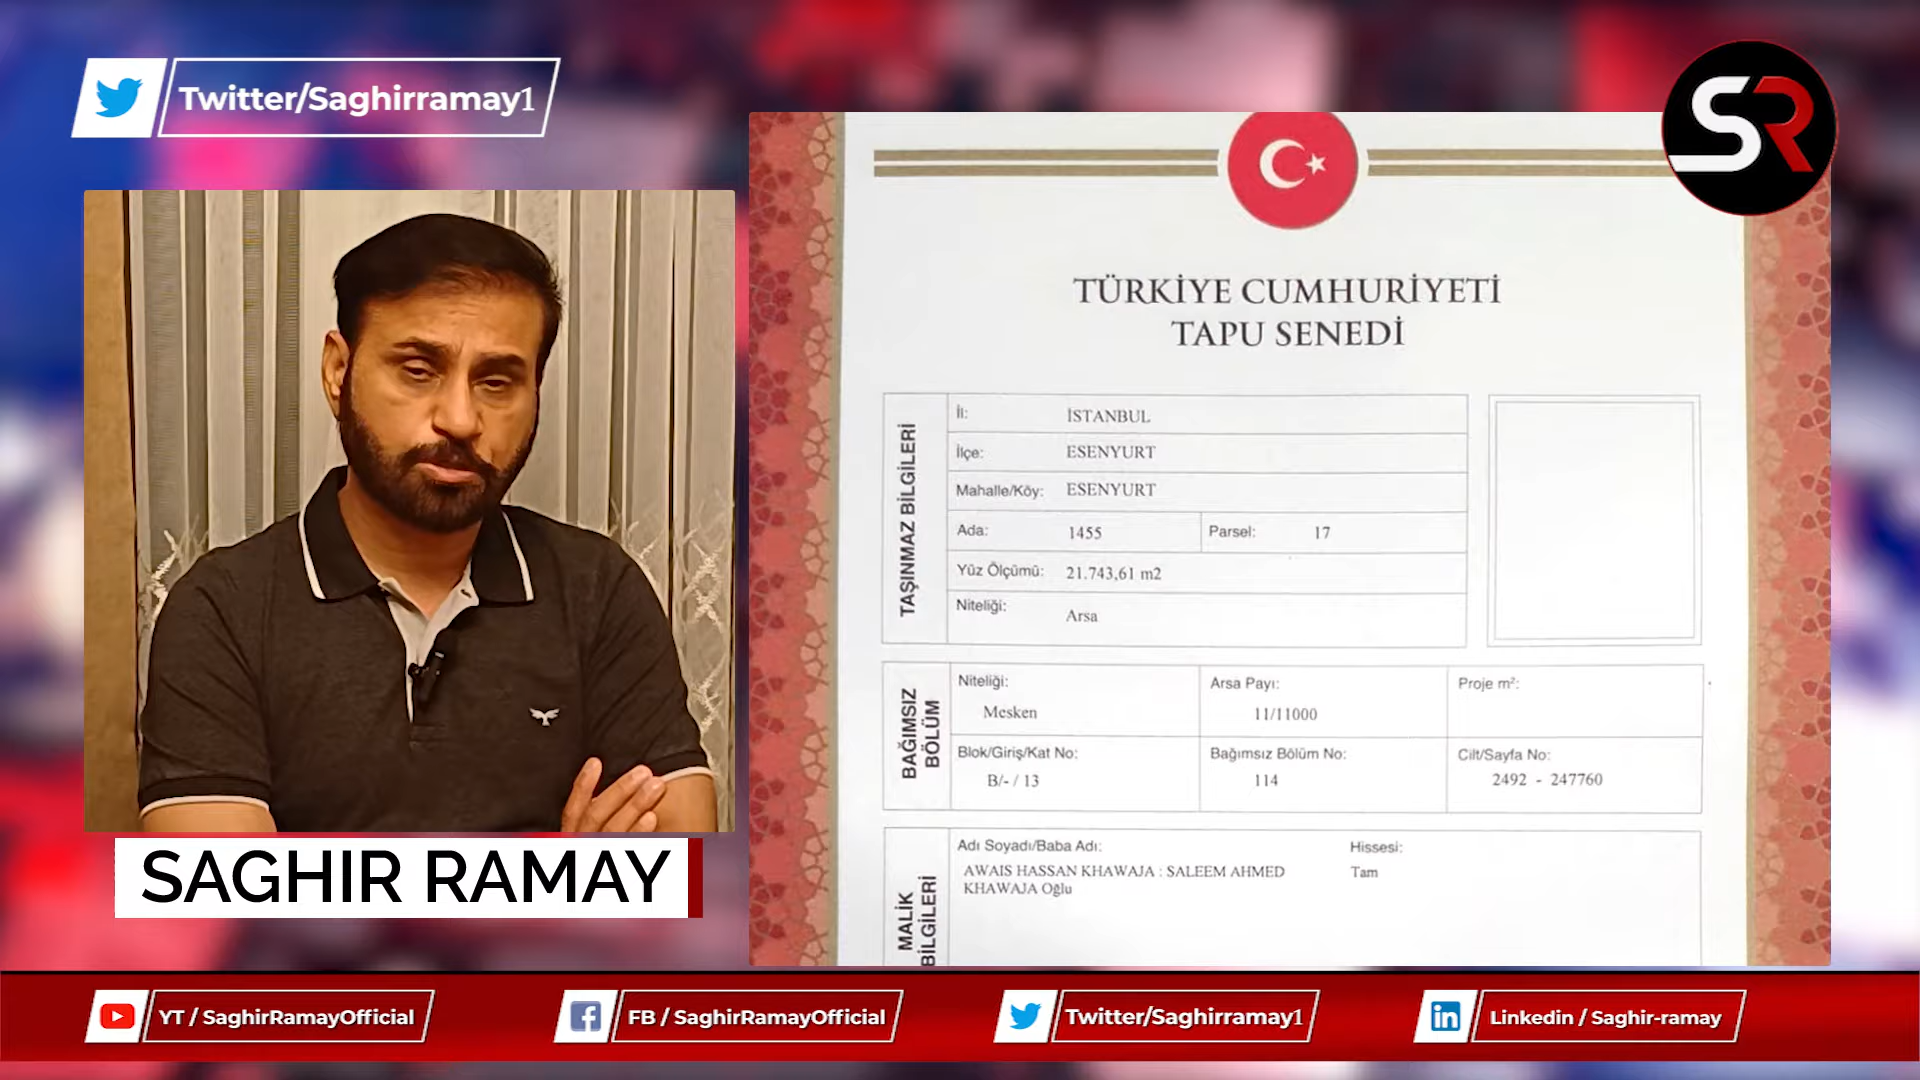 Twitter/Saghirramay1
SR
TÜRKİYE CUMHURİYETİ
TAPU SENEDİ
TAŞINMAZ BİLGİLERİ
İl: İSTANBUL
İlçe: ESENYURT
Mahalle/Köy: ESENYURT
Ada: 1455 Parsel: 17
Yüz Ölçümü: 21.743,61 m2
Niteliği: Arsa
BAĞIMSIZ
BÖLÜM
Niteliği: Arsa Payı: Proje m²:
Mesken 11/11000
Blok/Giriş/Kat No: Bağımsız Bölüm No: Cilt/Sayfa No:
B/- / 13 114 2492 - 247760
MALİK
BİLGİLERİ
Adı Soyadı/Baba Adı: Hissesi:
AWAIS HASSAN KHAWAJA : SALEEM AHMED Tam
KHAWAJA Oğlu
SAGHIR RAMAY
YT / SaghirRamayOfficial
FB / SaghirRamayOfficial
Twitter/Saghirramay1
Linkedin / Saghir-ramay